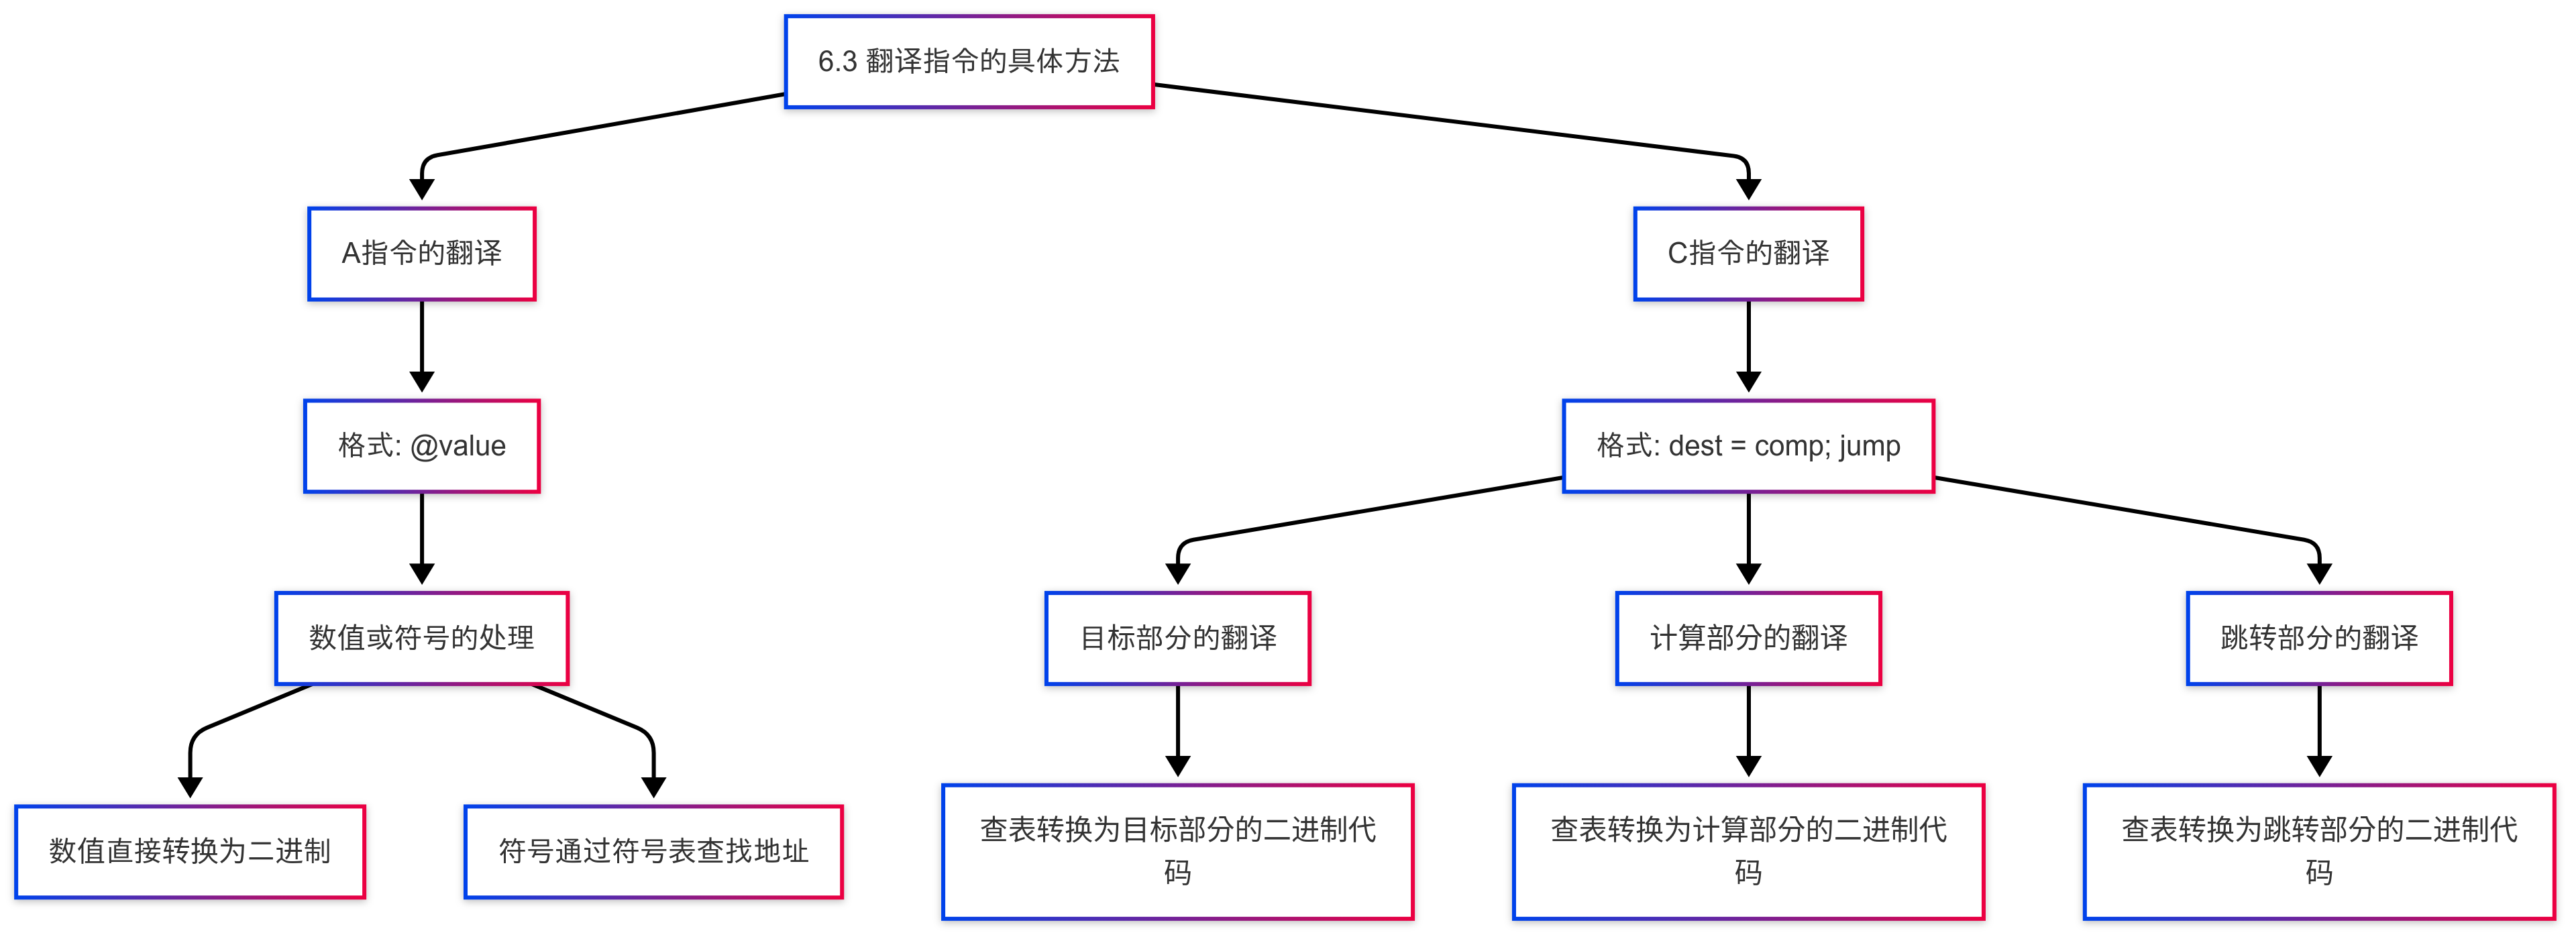 6.3 翻译指令的具体方法
A指令的翻译
C指令的翻译
格式: @value
格式: dest = comp; jump
数值或符号的处理
目标部分的翻译
计算部分的翻译
跳转部分的翻译
数值直接转换为二进制
符号通过符号表查找地址
查表转换为目标部分的二进制代
码
查表转换为计算部分的二进制代
码
查表转换为跳转部分的二进制代
码